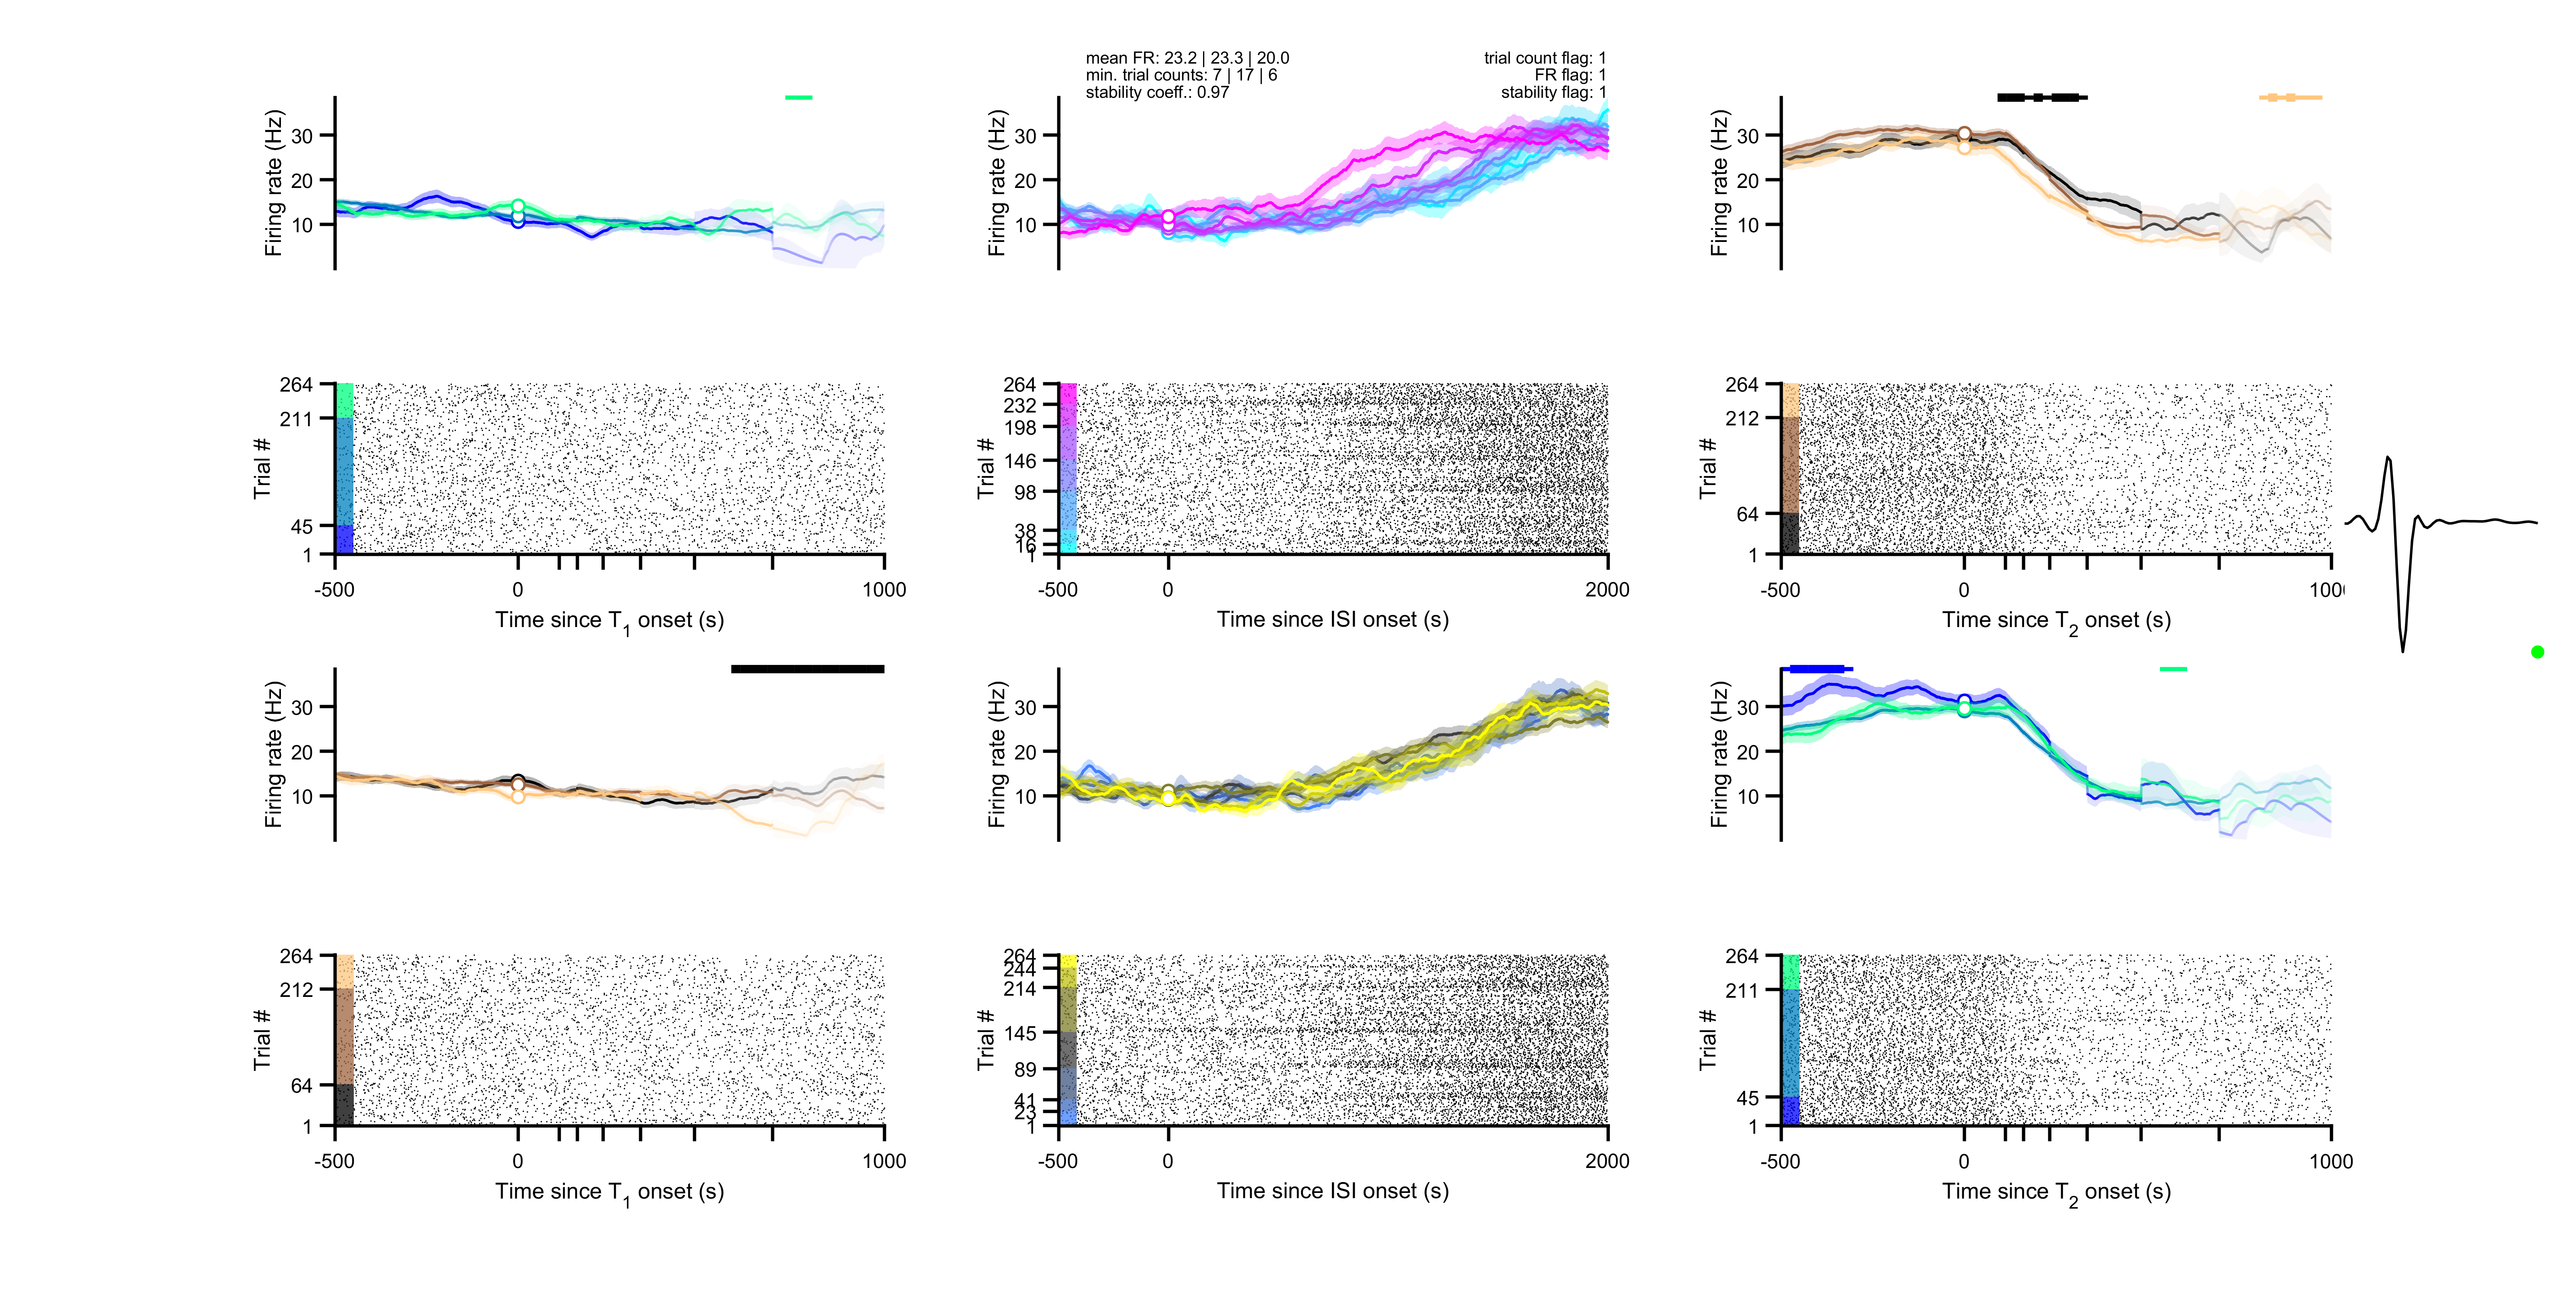 mean FR: 23.2 | 23.3 | 20.0
min. trial counts: 7 | 17 | 6
stability coeff.: 0.97
trial count flag: 1
FR flag: 1
stability flag: 1
Firing rate (Hz)
30
20
10
Firing rate (Hz)
30
20
10
Firing rate (Hz)
30
20
10
Trial #
264
211
45
1
-500
0
1000
Time since T1 onset (s)
Trial #
264
232
198
146
98
38
16
1
-500
0
2000
Time since ISI onset (s)
Trial #
264
212
64
1
-500
0
100
Time since T2 onset (s)
Firing rate (Hz)
30
20
10
Firing rate (Hz)
30
20
10
Firing rate (Hz)
30
20
10
Trial #
264
212
64
1
-500
0
1000
Time since T1 onset (s)
Trial #
264
244
214
145
89
41
23
1
-500
0
2000
Time since ISI onset (s)
Trial #
264
211
45
1
-500
0
1000
Time since T2 onset (s)